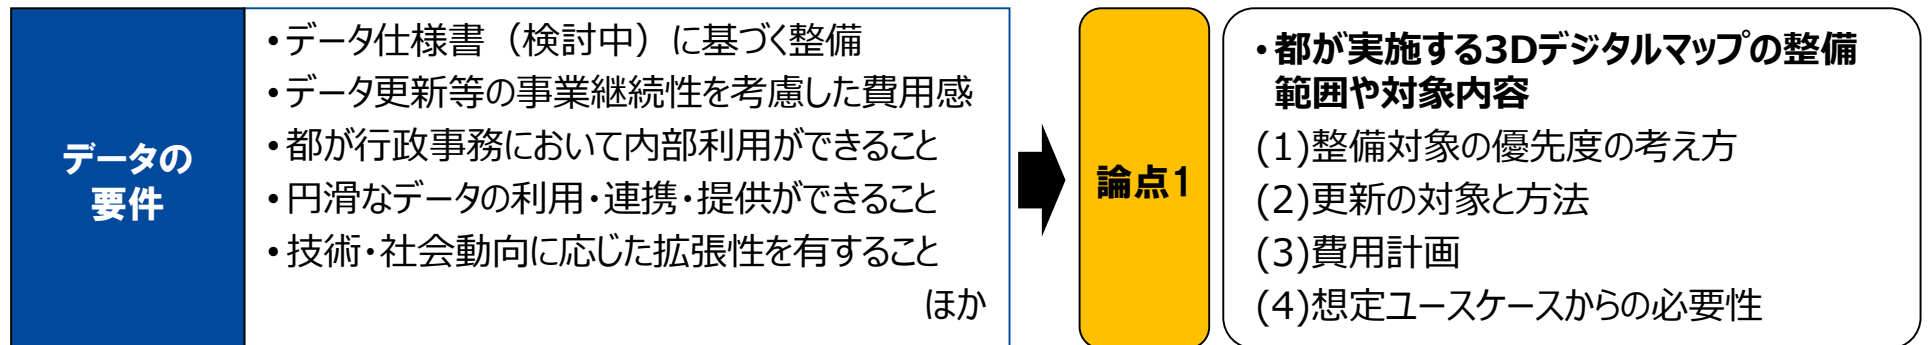 データの
要件
•データ仕様書（検討中）に基づく整備
•データ更新等の事業継続性を考慮した費用感
•都が行政事務において内部利用ができること
•円滑なデータの利用・連携・提供ができること
•技術・社会動向に応じた拡張性を有すること
ほか
論点1
•都が実施する3Dデジタルマップの整備
範囲や対象内容
(1)整備対象の優先度の考え方
(2)更新の対象と方法
(3)費用計画
(4)想定ユースケースからの必要性